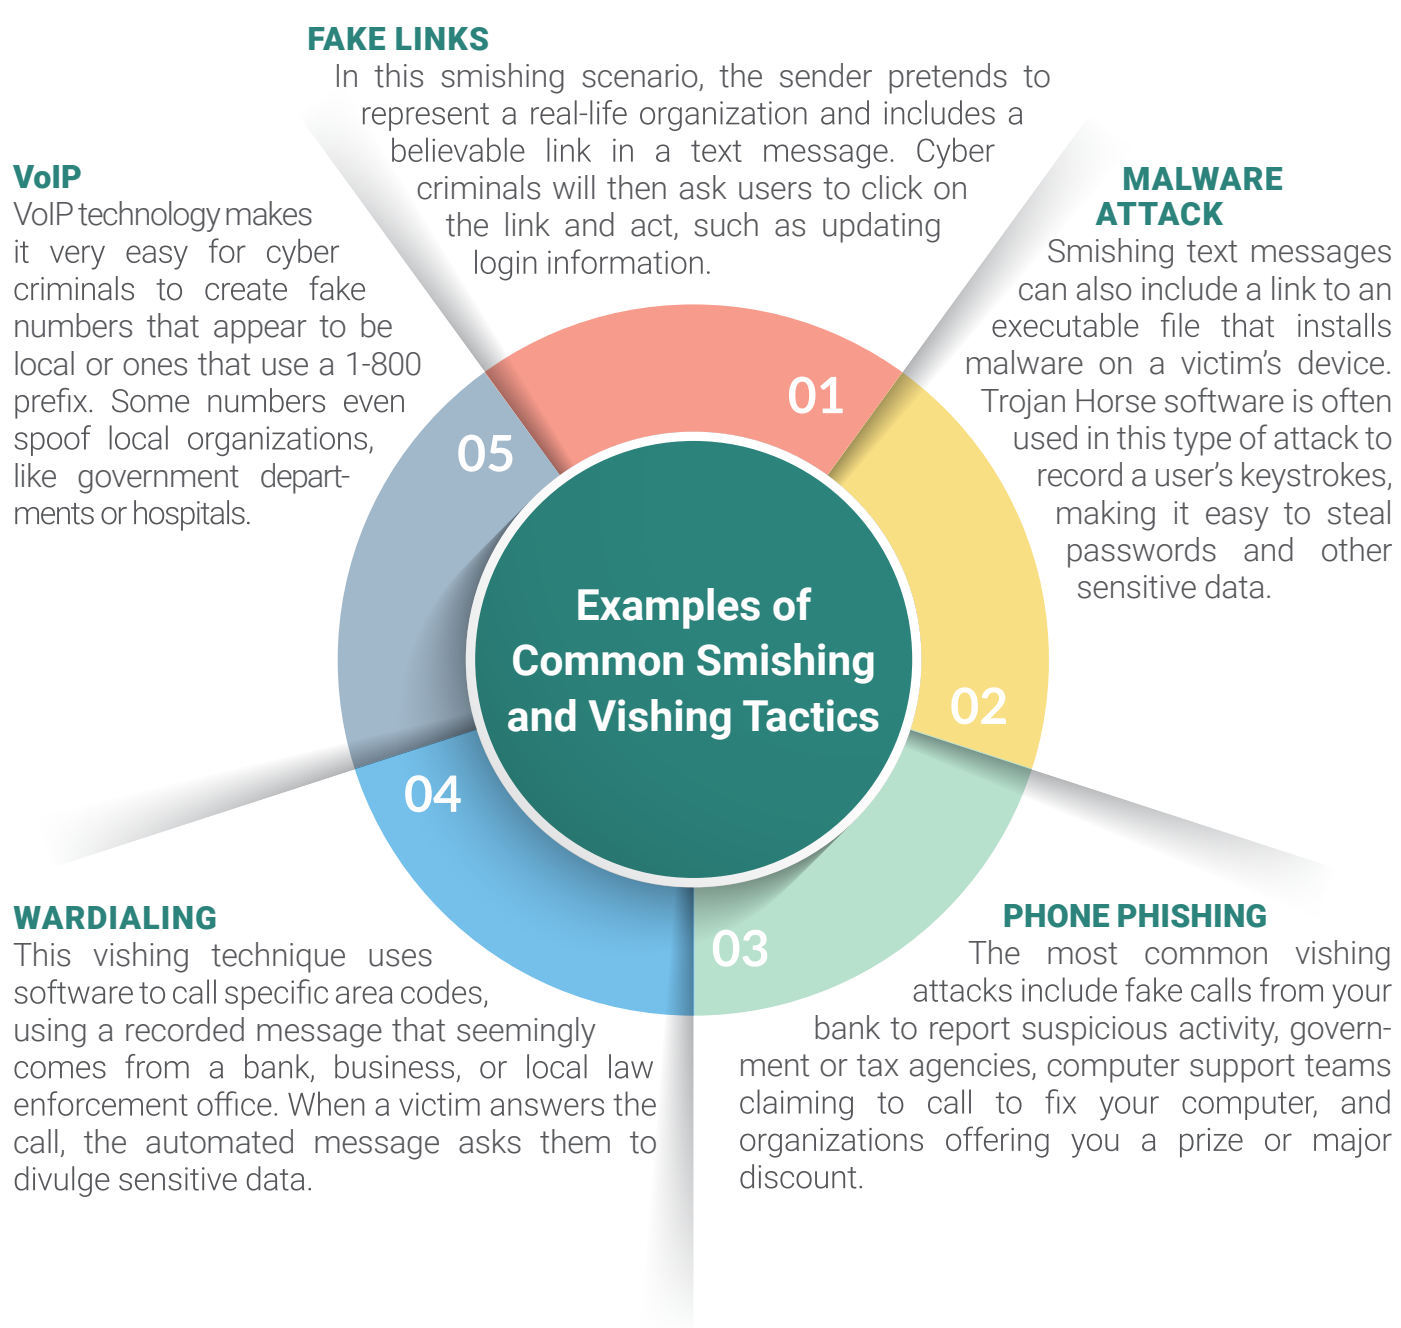 FAKE LINKS
In this smishing scenario, the sender pretends to
represent a real-life organization and includes a
believable link in a text message. Cyber
criminals will then ask users to click on
the link and act, such as updating
login information.
01
MALWARE
ATTACK
Smishing text messages
can also include a link to an
executable file that installs
malware on a victim's device.
Trojan Horse software is often
used in this type of attack to
record a user's keystrokes,
making it easy to steal
passwords and other
sensitive data.
02
PHONE PHISHING
The most common vishing
attacks include fake calls from your
bank to report suspicious activity, govern-
ment or tax agencies, computer support teams
claiming to call to fix your computer, and
organizations offering you a prize or major
discount.
03
WARDIALING
This vishing technique uses
software to call specific area codes,
using a recorded message that seemingly
comes from a bank, business, or local law
enforcement office. When a victim answers the
call, the automated message asks them to
divulge sensitive data.
04
VoIP
VoIP technology makes
it very easy for cyber
criminals to create fake
numbers that appear to be
local or ones that use a 1-800
prefix. Some numbers even
spoof local organizations,
like government depart-
ments or hospitals.
05
Examples of
Common Smishing
and Vishing Tactics